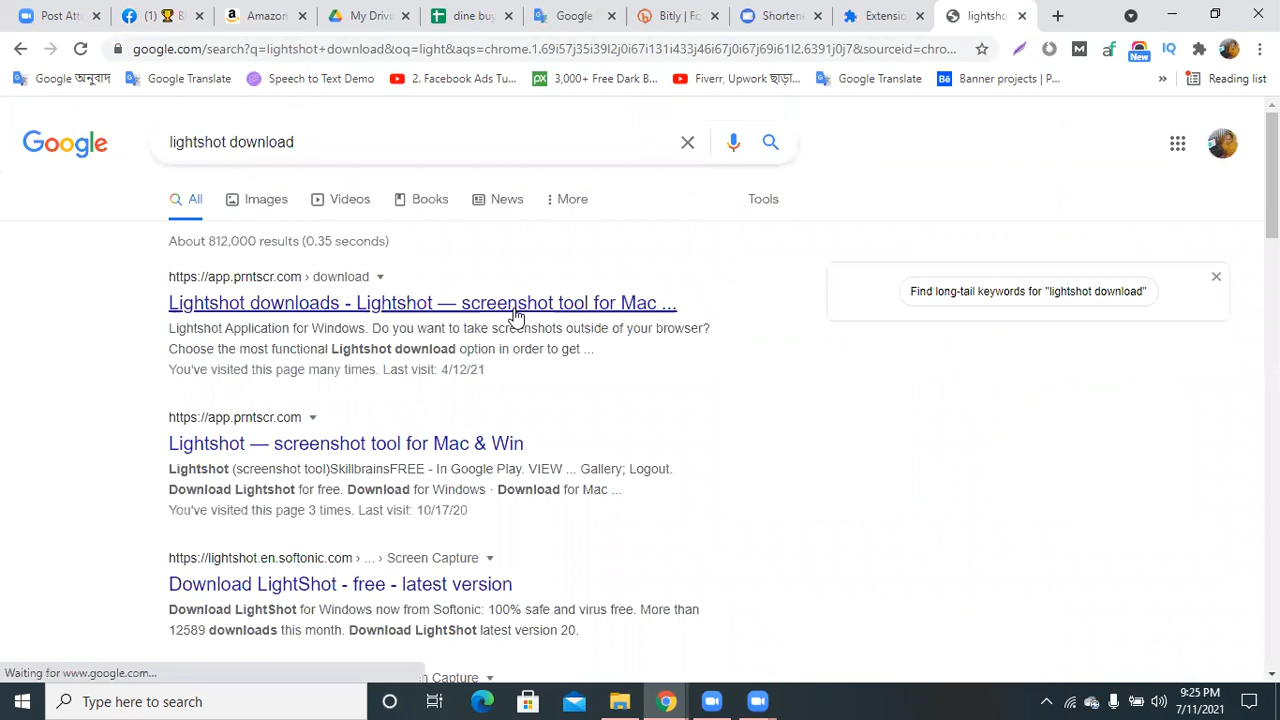 Post Att
(1)
Amazon
My Driv
dine buy
Google
Bitly | F
Shorten
Extensio
lightsho
google.com/search?q=lightshot+download&oq=light&aqs=chrome.1.69i57j35i39l2j0i67i131i433j46i67j0i67j69i61l2.6391j0j7&sourceid=chro...
New
IQ
Google অনুবাদ
Google Translate
Speech to Text Demo
2. Facebook Ads Tu...
3,000+ Free Dark B...
Fiverr, Upwork ছাড়া...
Google Translate
Banner projects | P...
»
Reading list
Google
lightshot download
All
Images
Videos
Books
News
More
Tools
About 812,000 results (0.35 seconds)
https://app.prntscr.com › download
Lightshot downloads - Lightshot — screenshot tool for Mac ...
Lightshot Application for Windows. Do you want to take screenshots outside of your browser?
Choose the most functional Lightshot download option in order to get ...
You've visited this page many times. Last visit: 4/12/21
Find long-tail keywords for "lightshot download"
https://app.prntscr.com
Lightshot — screenshot tool for Mac & Win
Lightshot (screenshot tool)SkillbrainsFREE - In Google Play. VIEW ... Gallery; Logout.
Download Lightshot for free. Download for Windows · Download for Mac ...
You've visited this page 3 times. Last visit: 10/17/20
https://lightshot.en.softonic.com › ... › Screen Capture
Download LightShot - free - latest version
Download LightShot for Windows now from Softonic: 100% safe and virus free. More than
12589 downloads this month. Download LightShot latest version 20.
n Capture
Waiting for www.google.com...
Type here to search
9:25 PM
7/11/2021